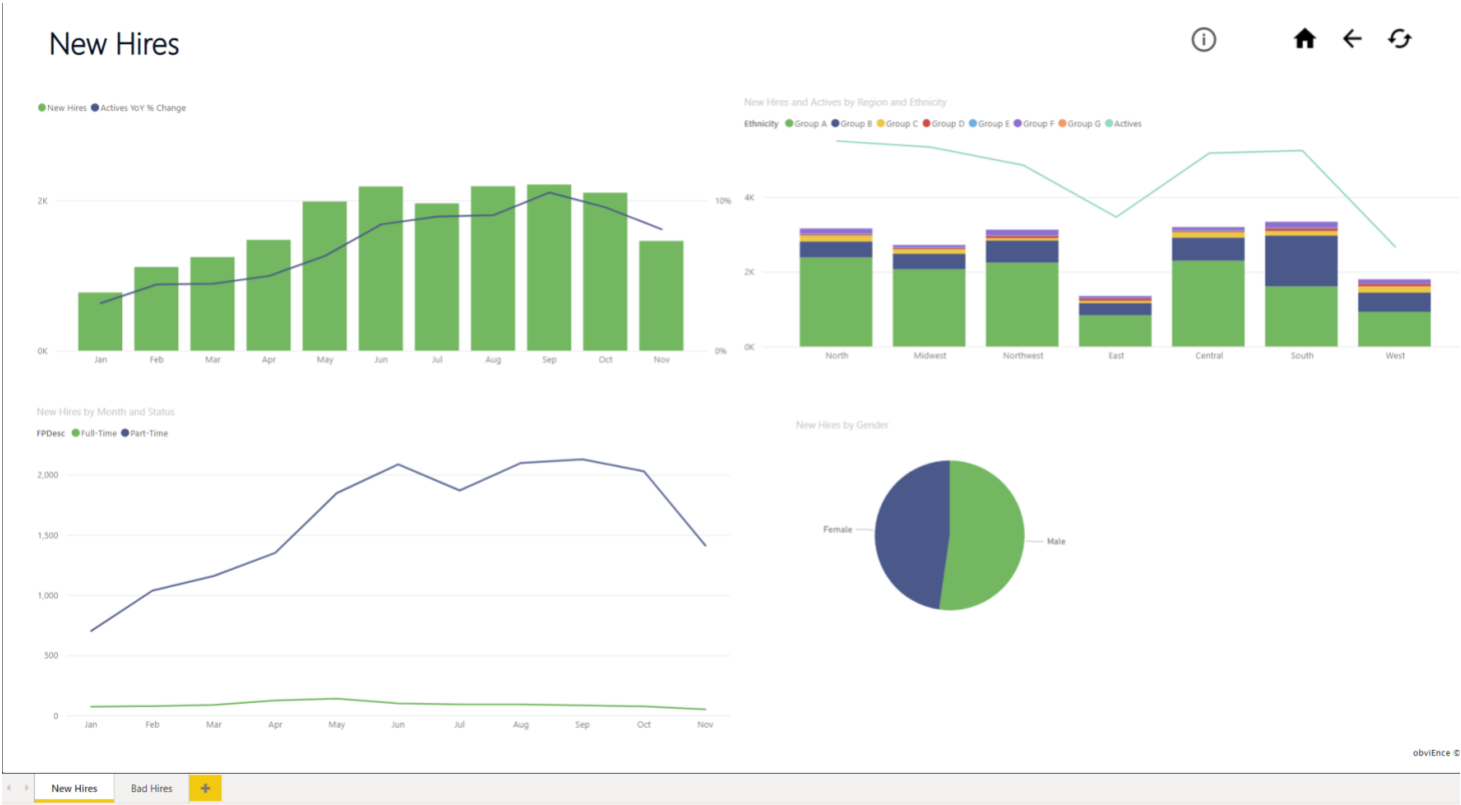 New Hires
New Hires Actives YoY % Change
2K
0K
10%
0%
Jan Feb Mar Apr May Jun Jul Aug Sep Oct Nov
New Hires and Actives by Region and Ethnicity
Ethnicity Group A Group B Group C Group D Group E Group F Group G Actives
4K
2K
0K
North Midwest Northwest East Central South West
New Hires by Month and Status
FPDesc Full-Time Part-Time
2,000
1,500
1,000
500
0
Jan Feb Mar Apr May Jun Jul Aug Sep Oct Nov
New Hires by Gender
Female
Male
obviEnce ©
New Hires Bad Hires +